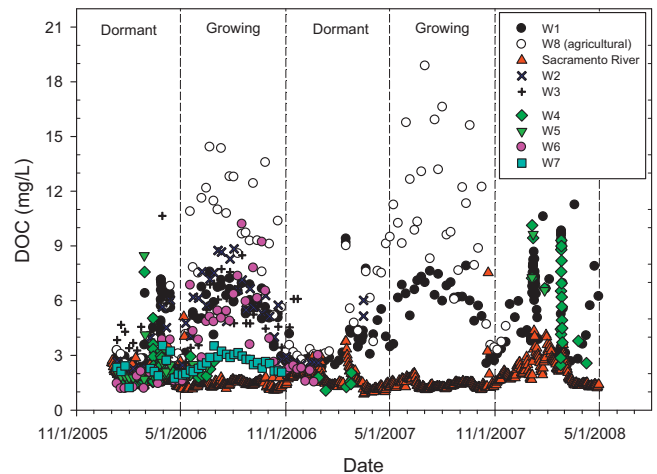 Dormant
Growing
Dormant
Growing
W1
W8 (agricultural)
Sacramento River
W2
W3
W4
W5
W6
W7
DOC (mg/L)
21
18
15
12
9
6
3
0
11/1/2005
5/1/2006
11/1/2006
5/1/2007
11/1/2007
5/1/2008
Date